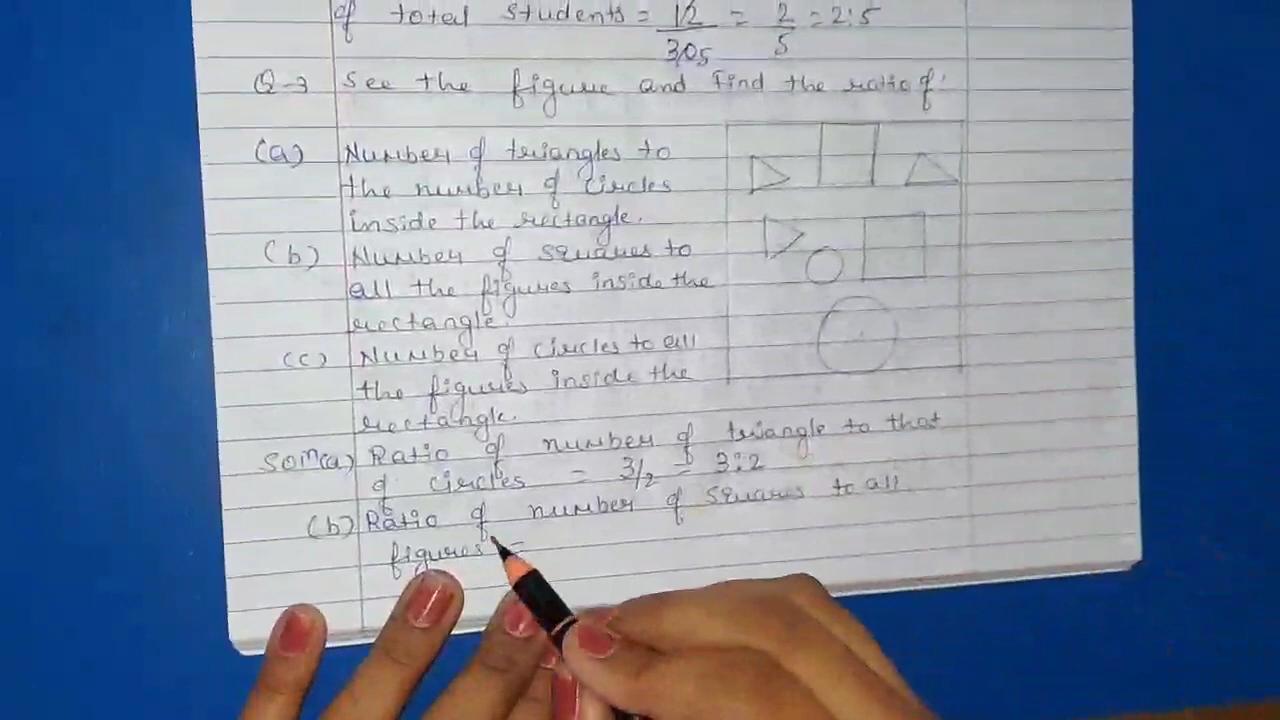 of total students = 12/30 5 = 2/5 = 2:5
Q-3 See the figure and find the ratio of:
(a) Number of triangles to
the number of circles
inside the rectangle.
(b) Number of squares to
all the figures inside the
rectangle.
(c) Number of circles to all
the figures inside the
rectangle.
Som(a) Ratio of number of triangle to that
of circles = 3/2 = 3:2
(b) Ratio of number of squares to all
figures =